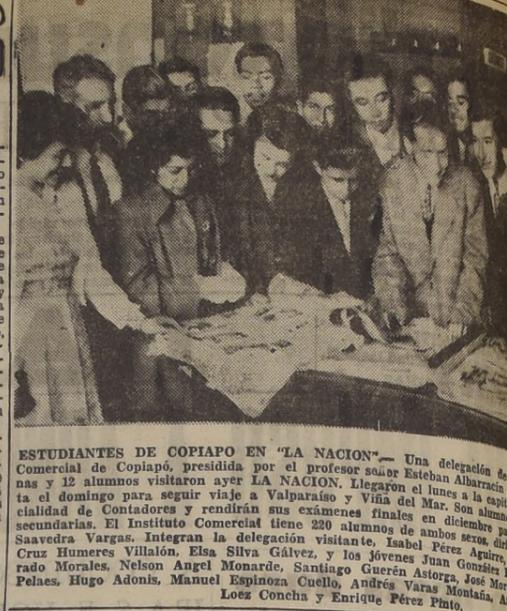 ESTUDIANTES DE COPIAPO EN "LA NACION".— Una delegación de
Comercial de Copiapó, presidida por el profesor señor Esteban Albarracín
nas y 12 alumnos visitaron ayer LA NACION. Llegaron el lunes a la capit
ta el domingo para seguir viaje a Valparaíso y Viña del Mar. Son alumno
cialidad de Contadores y rendirán sus exámenes finales en diciembre pa
secundarias. El Instituto Comercial tiene 220 alumnos de ambos sexos, diri
Saavedra Vargas. Integran la delegación visitante, Isabel Pérez Aguirre,
Cruz Humeres Villalón, Elsa Silva Gálvez, y los jóvenes Juan González
rado Morales, Nelson Angel Monarde, Santiago Guerén Astorga, José Mor
Pelaes, Hugo Adonis, Manuel Espinoza Cuello, Andrés Varas Montaña, A
Loez Concha y Enrique Pérez Pinto.